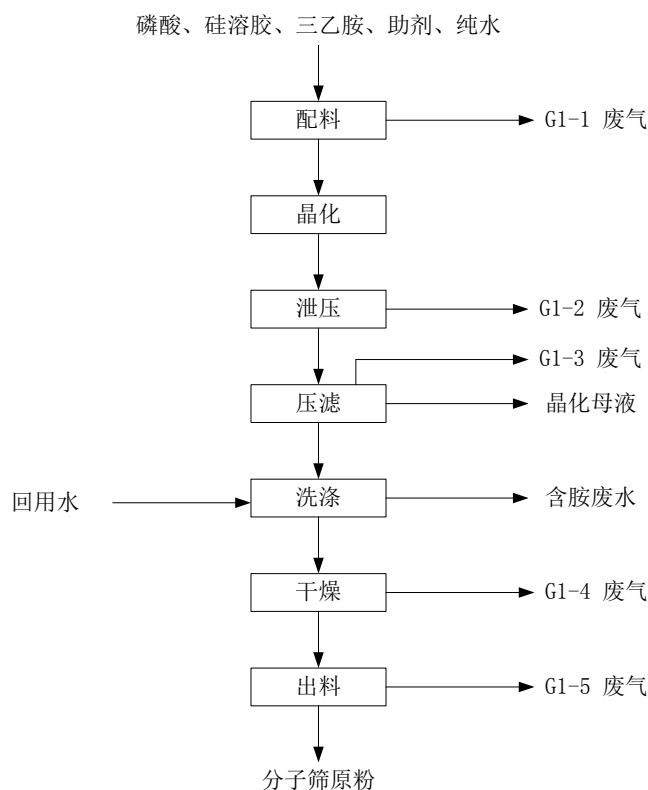 磷酸、硅溶胶、三乙胺、助剂、纯水
配料
G1-1 废气
晶化
泄压
G1-2 废气
G1-3 废气
压滤
晶化母液
回用水
洗涤
含胺废水
干燥
G1-4 废气
出料
G1-5 废气
分子筛原粉